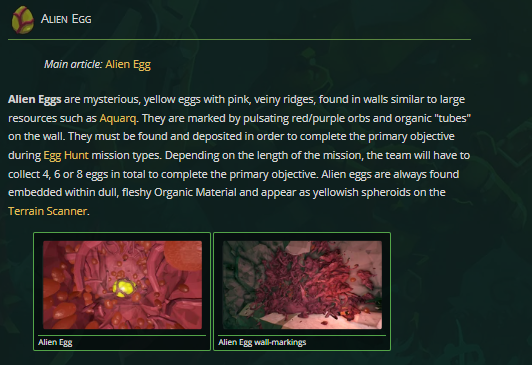 Alien Egg
Main article: Alien Egg
Alien Eggs are mysterious, yellow eggs with pink, veiny ridges, found in walls similar to large
resources such as Aquarq. They are marked by pulsating red/purple orbs and organic "tubes"
on the wall. They must be found and deposited in order to complete the primary objective
during Egg Hunt mission types. Depending on the length of the mission, the team will have to
collect 4, 6 or 8 eggs in total to complete the primary objective. Alien eggs are always found
embedded within dull, fleshy Organic Material and appear as yellowish spheroids on the
Terrain Scanner.
Alien Egg
Alien Egg wall-markings